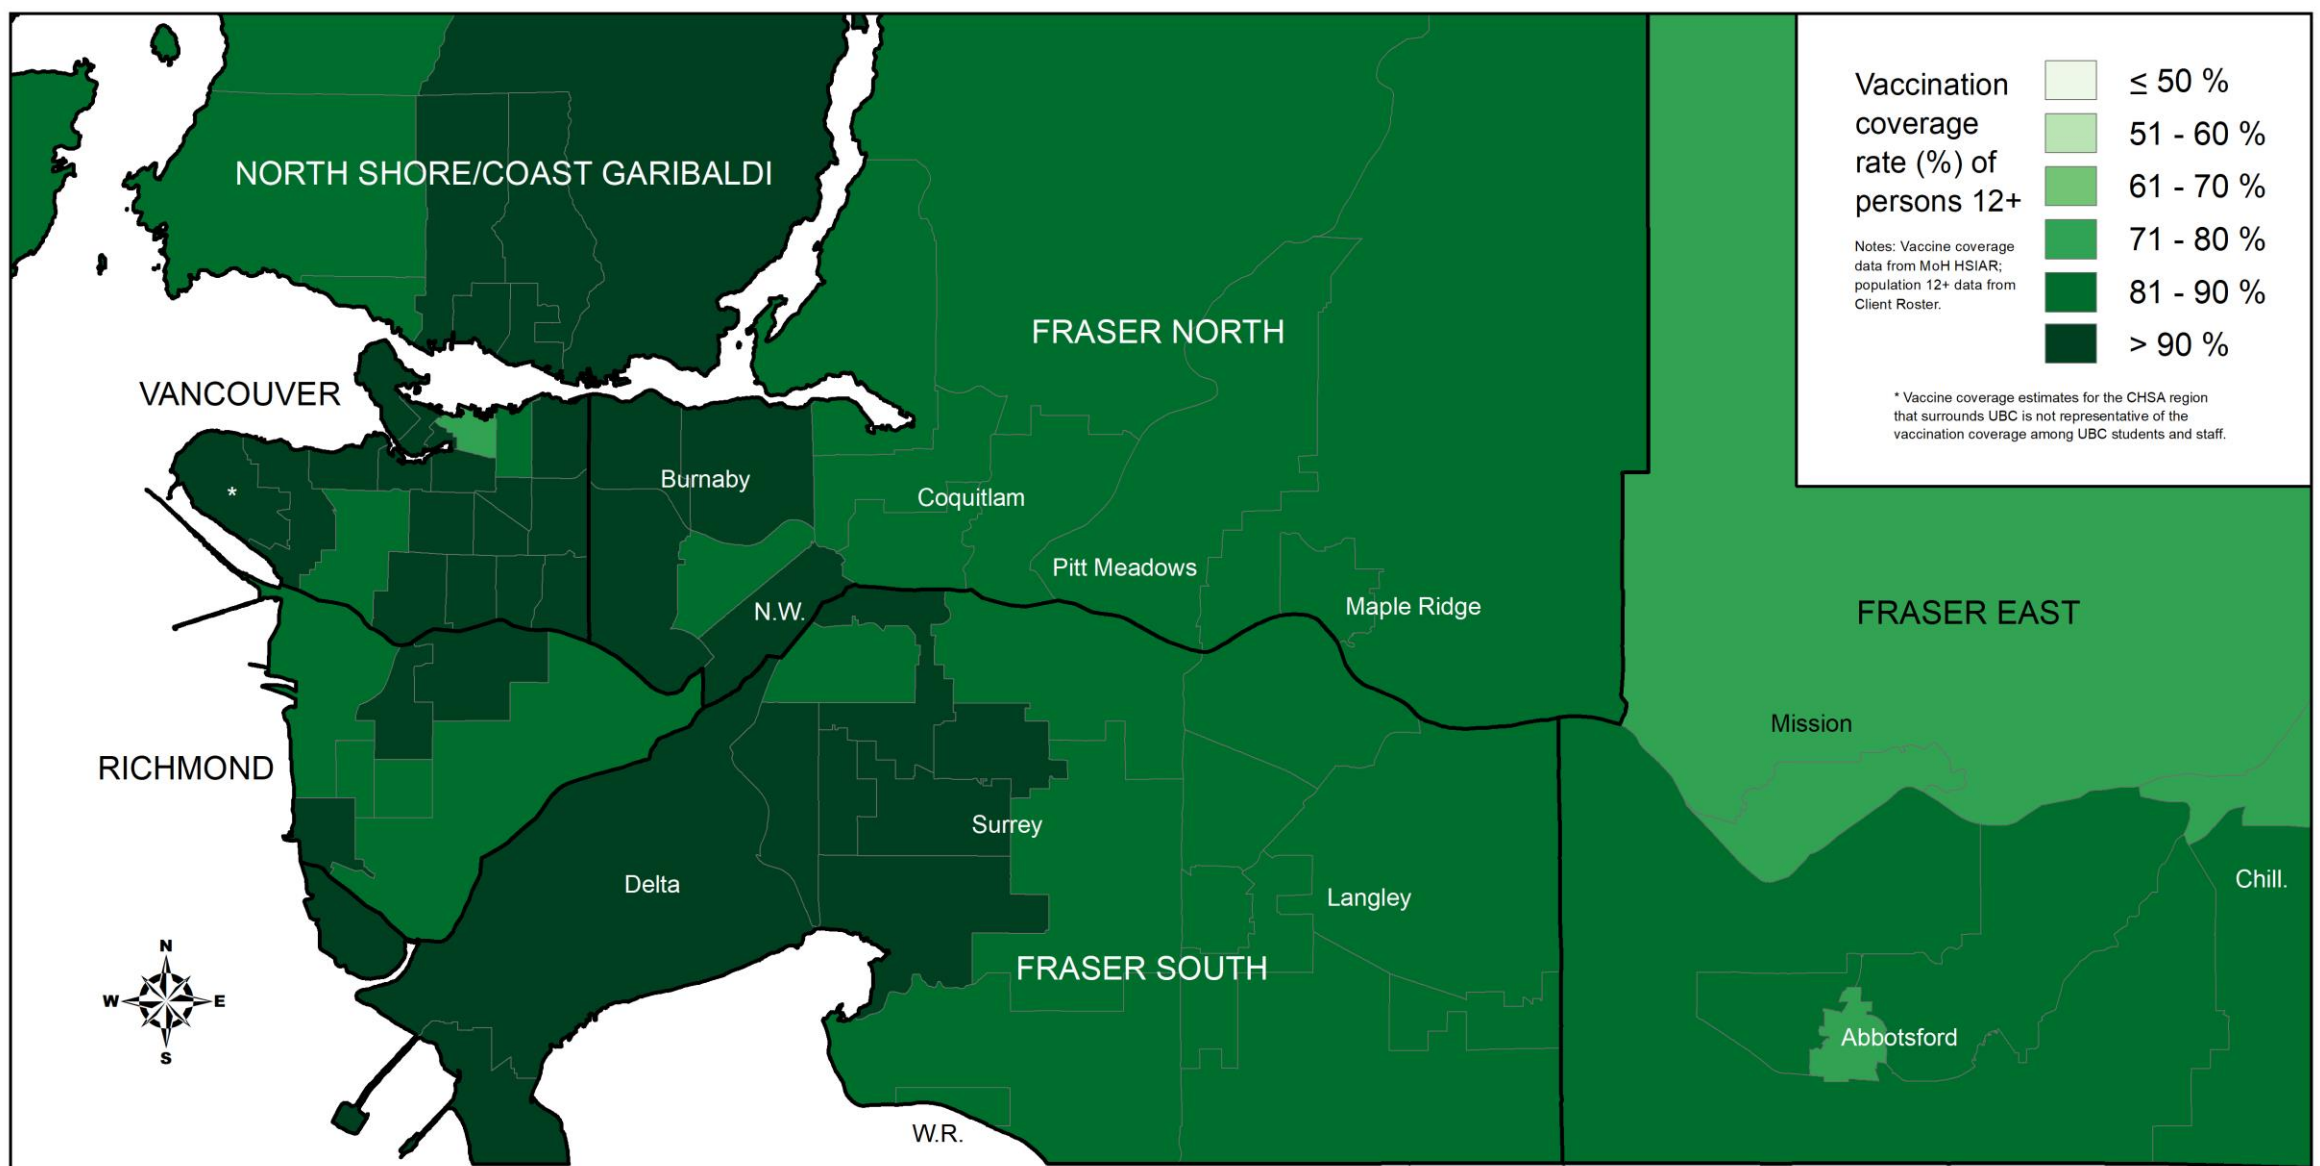 Vaccination
coverage
rate (%) of
persons 12+
Notes: Vaccine coverage
data from MoH HSIAR;
population 12+ data from
Client Roster.
≤ 50 %
51 - 60 %
61 - 70 %
71 - 80 %
81 - 90 %
> 90 %
* Vaccine coverage estimates for the CHSA region
that surrounds UBC is not representative of the
vaccination coverage among UBC students and staff.
NORTH SHORE/COAST GARIBALDI
FRASER NORTH
VANCOUVER
*
Burnaby
Coquitlam
Pitt Meadows
N.W.
Maple Ridge
FRASER EAST
Mission
RICHMOND
Surrey
Delta
Chill.
Langley
FRASER SOUTH
Abbotsford
W.R.
N
W
E
S